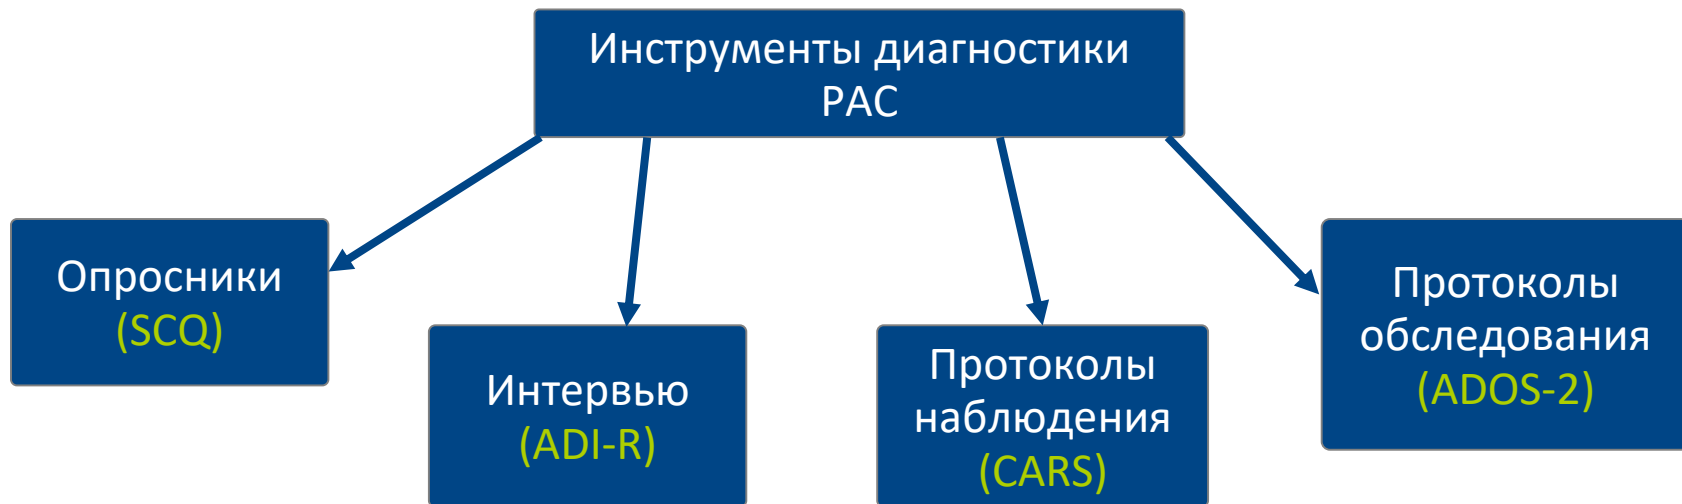 Инструменты диагностики
РАС
Опросники
(SCQ)
Интервью
(ADI-R)
Протоколы
наблюдения
(CARS)
Протоколы
обследования
(ADOS-2)